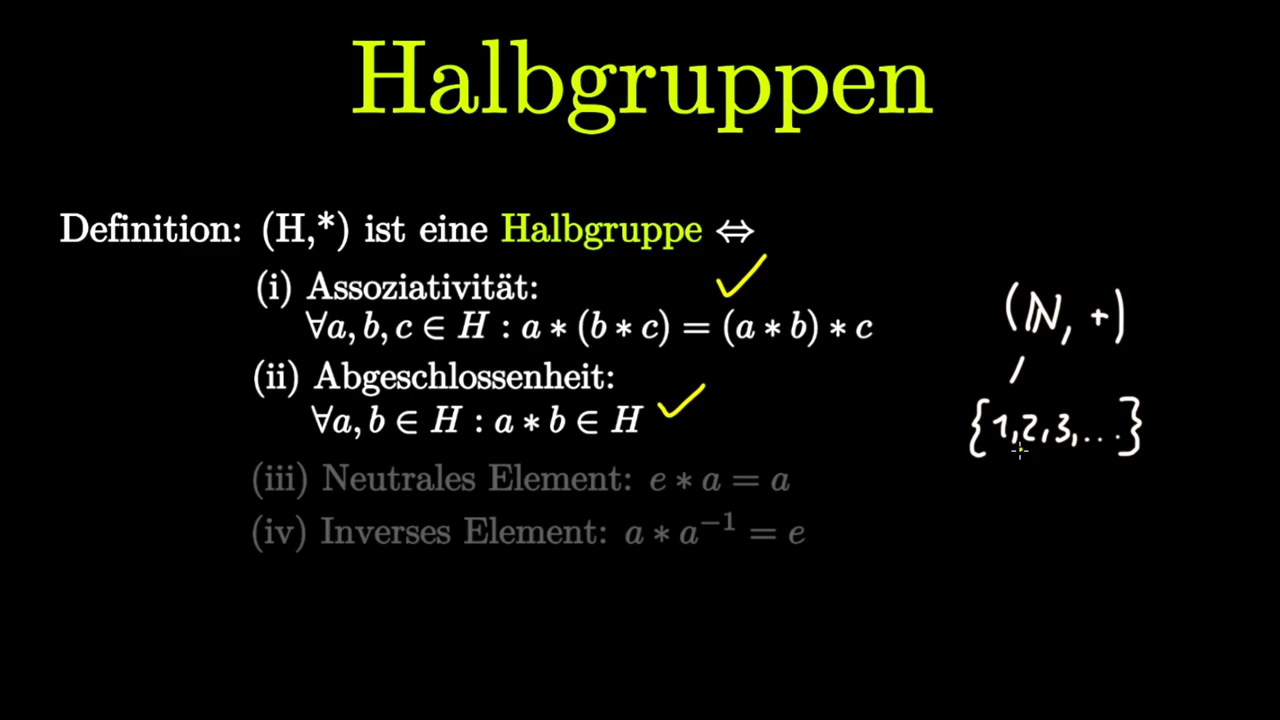 Halbgruppen
Definition: (H,*) ist eine Halbgruppe ⇔
(i) Assoziativität:
∀a, b, c ∈ H : a ∗ (b ∗ c) = (a ∗ b) ∗ c
(ii) Abgeschlossenheit:
∀a, b ∈ H : a ∗ b ∈ H
(iii) Neutrales Element: e ∗ a = a
(iv) Inverses Element: a ∗ a⁻¹ = e
(ℕ, +)
{1,2,3,...}